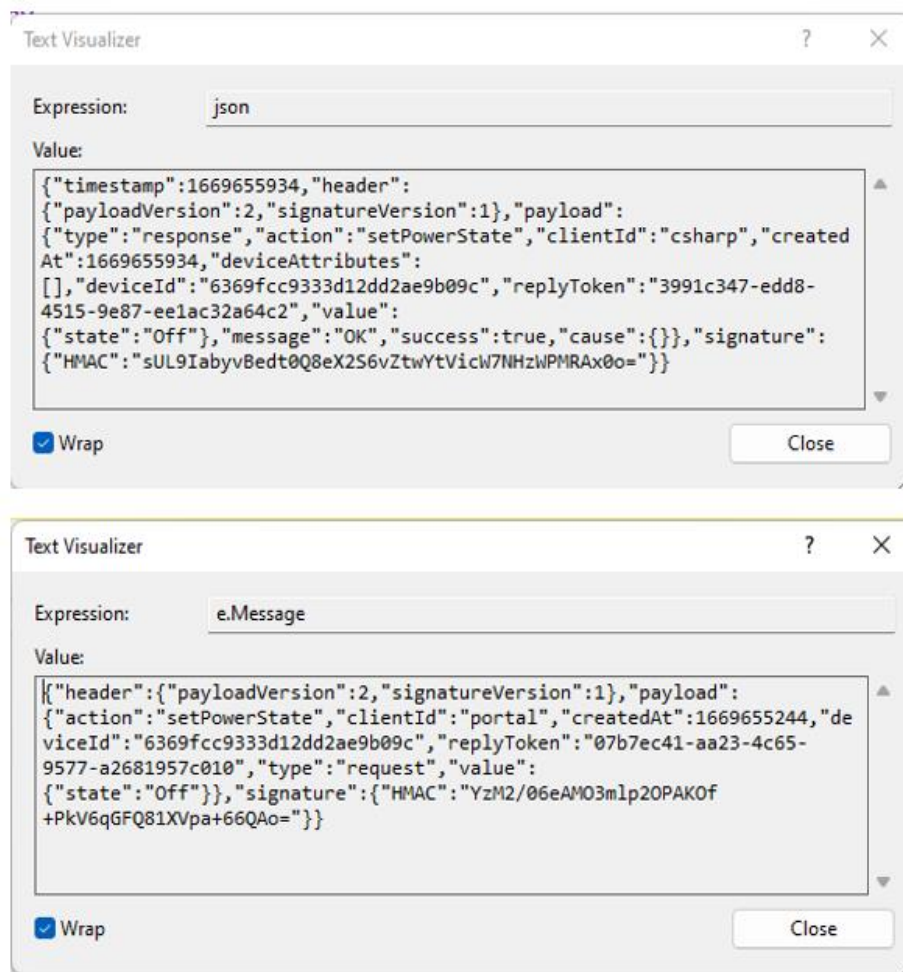 Text Visualizer ?
Expression: json
Value:
{"timestamp":1669655934,"header":
{"payloadVersion":2,"signatureVersion":1},"payload":
{"type":"response","action":"setPowerState","clientId":"csharp","created
At":1669655934,"deviceAttributes":
[],"deviceId":"6369fcc9333d12dd2ae9b09c","replyToken":"3991c347-edd8-
4515-9e87-ee1ac32a64c2","value":
{"state":"Off"},"message":"OK","success":true,"cause":{}},"signature":
{"HMAC":"sUL9IabyvBedt0Q8eX2S6vZtwYtVicW7NHzWPMRAx0o="}}
Wrap Close
Text Visualizer ?
Expression: e.Message
Value:
{"header":{"payloadVersion":2,"signatureVersion":1},"payload":
{"action":"setPowerState","clientId":"portal","createdAt":1669655244,"de
viceId":"6369fcc9333d12dd2ae9b09c","replyToken":"07b7ec41-aa23-4c65-
9577-a2681957c010","type":"request","value":
{"state":"Off"}},"signature":{"HMAC":"YzM2/06eAMO3mlp2OPAKOf
+PkV6qGFQ81XVpa+66QAo="}}
Wrap Close